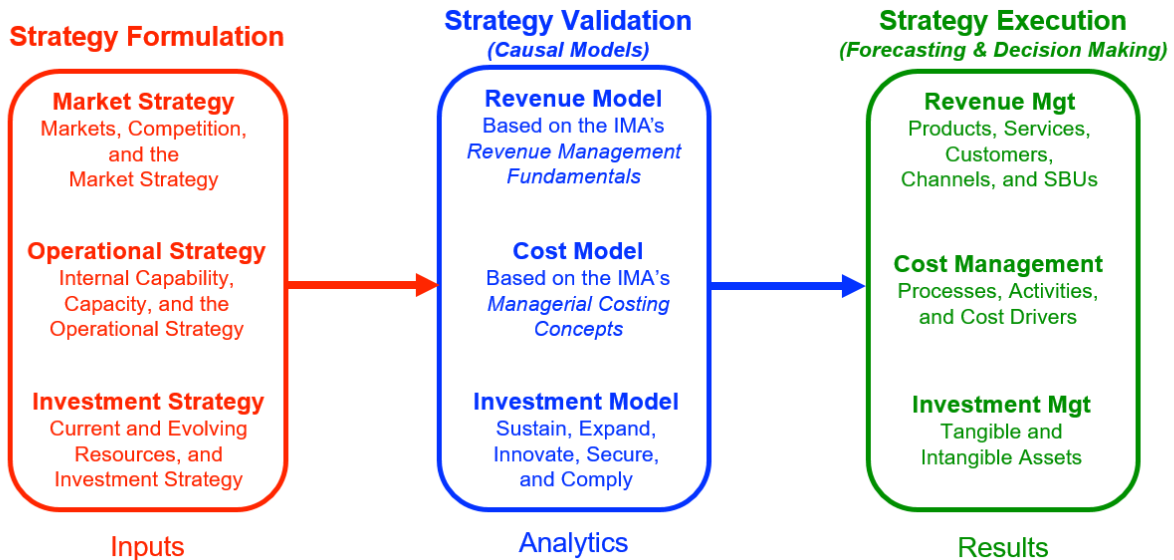 Strategy Formulation
Market Strategy
Markets, Competition,
and the
Market Strategy
Operational Strategy
Internal Capability,
Capacity, and the
Operational Strategy
Investment Strategy
Current and Evolving
Resources, and
Investment Strategy
Inputs
Strategy Validation
(Causal Models)
Revenue Model
Based on the IMA's
Revenue Management
Fundamentals
Cost Model
Based on the IMA's
Managerial Costing
Concepts
Investment Model
Sustain, Expand,
Innovate, Secure,
and Comply
Analytics
Strategy Execution
(Forecasting & Decision Making)
Revenue Mgt
Products, Services,
Customers,
Channels, and SBUs
Cost Management
Processes, Activities,
and Cost Drivers
Investment Mgt
Tangible and
Intangible Assets
Results